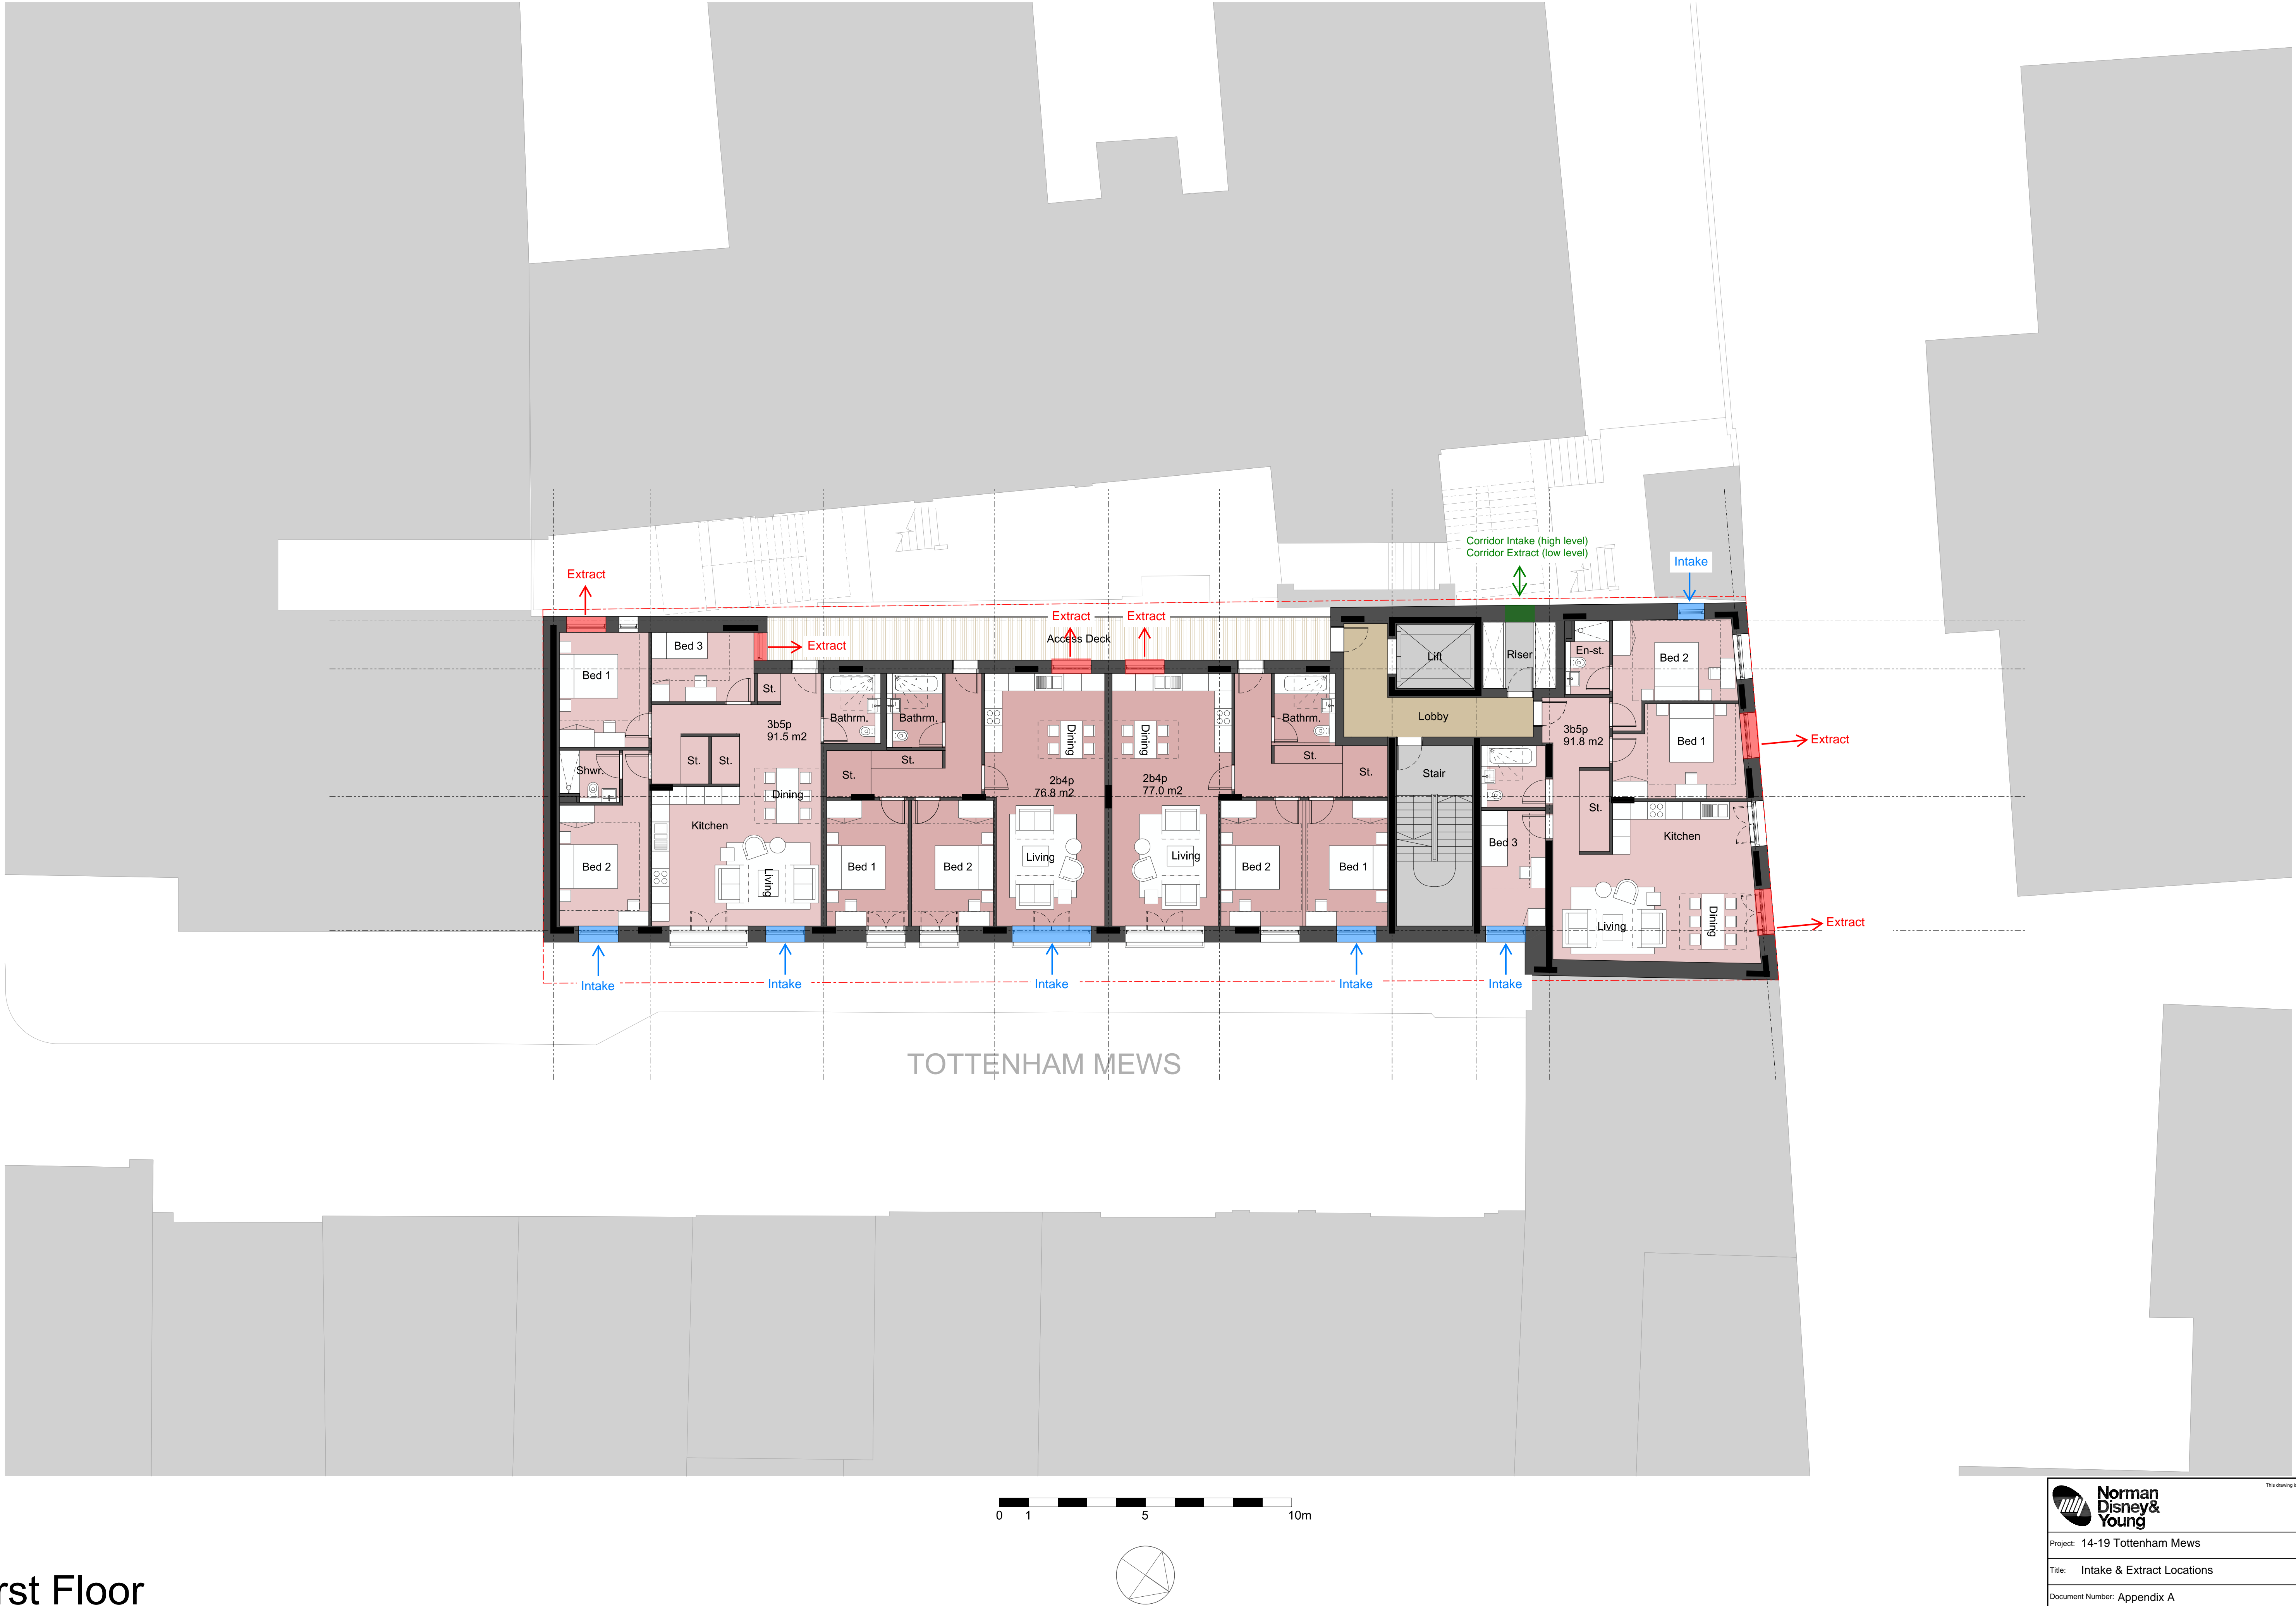 Corridor Intake (high level)
Corridor Extract (low level)
Intake
Extract
Extract
Extract
Access Deck
Extract
Bed 1
Bed 3
St.
3b5p
91.5 m2
Bathrm.
Bathrm.
Dining
Dining
Bathrm.
Lift
Riser
Lobby
En-st.
Bed 2
3b5p
91.8 m2
Bed 1
Extract
Shwr.
St.
St.
Dining
St.
St.
2b4p
76.8 m2
2b4p
77.0 m2
St.
St.
Stair
St.
Kitchen
Kitchen
Bed 2
Living
Bed 1
Bed 2
Living
Living
Bed 2
Bed 1
Bed 3
Living
Dining
Extract
Intake
Intake
Intake
Intake
Intake
TOTTENHAM MEWS
0 1 5 10m
rst Floor
This drawing is
Norman
Disney&
Young
Project: 14-19 Tottenham Mews
Title: Intake & Extract Locations
Document Number: Appendix A